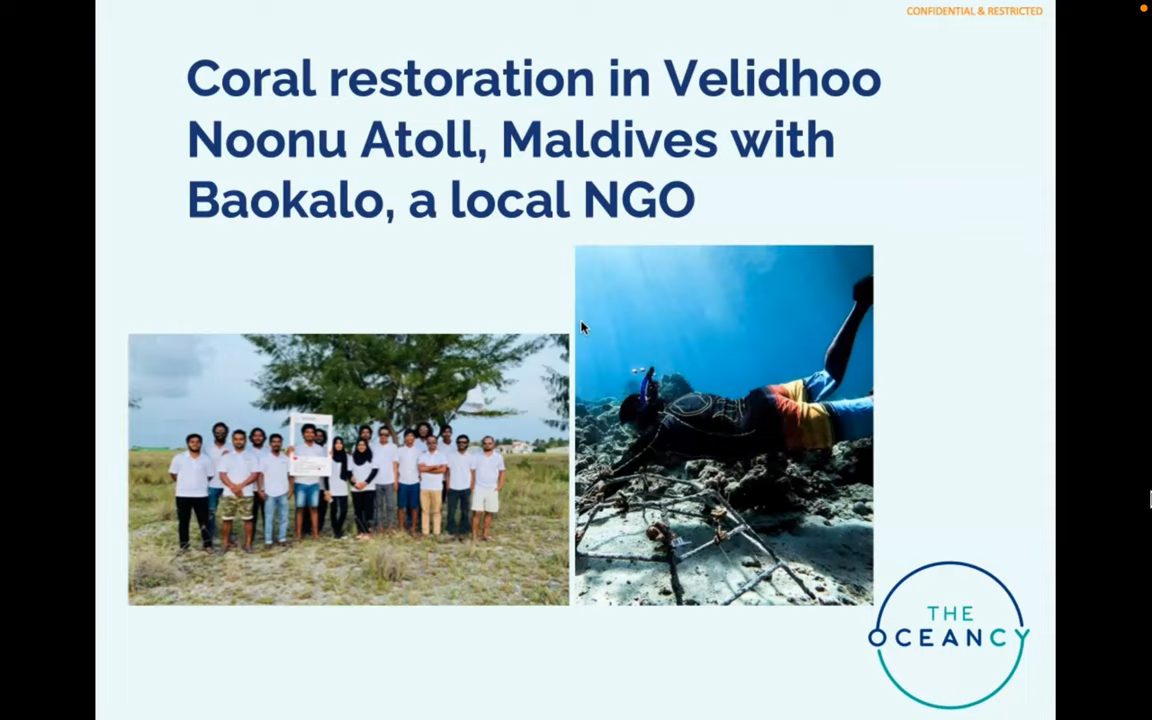 CONFIDENTIAL & RESTRICTED
Coral restoration in Velidhoo
Noonu Atoll, Maldives with
Baokalo, a local NGO
THE
OCEANCY